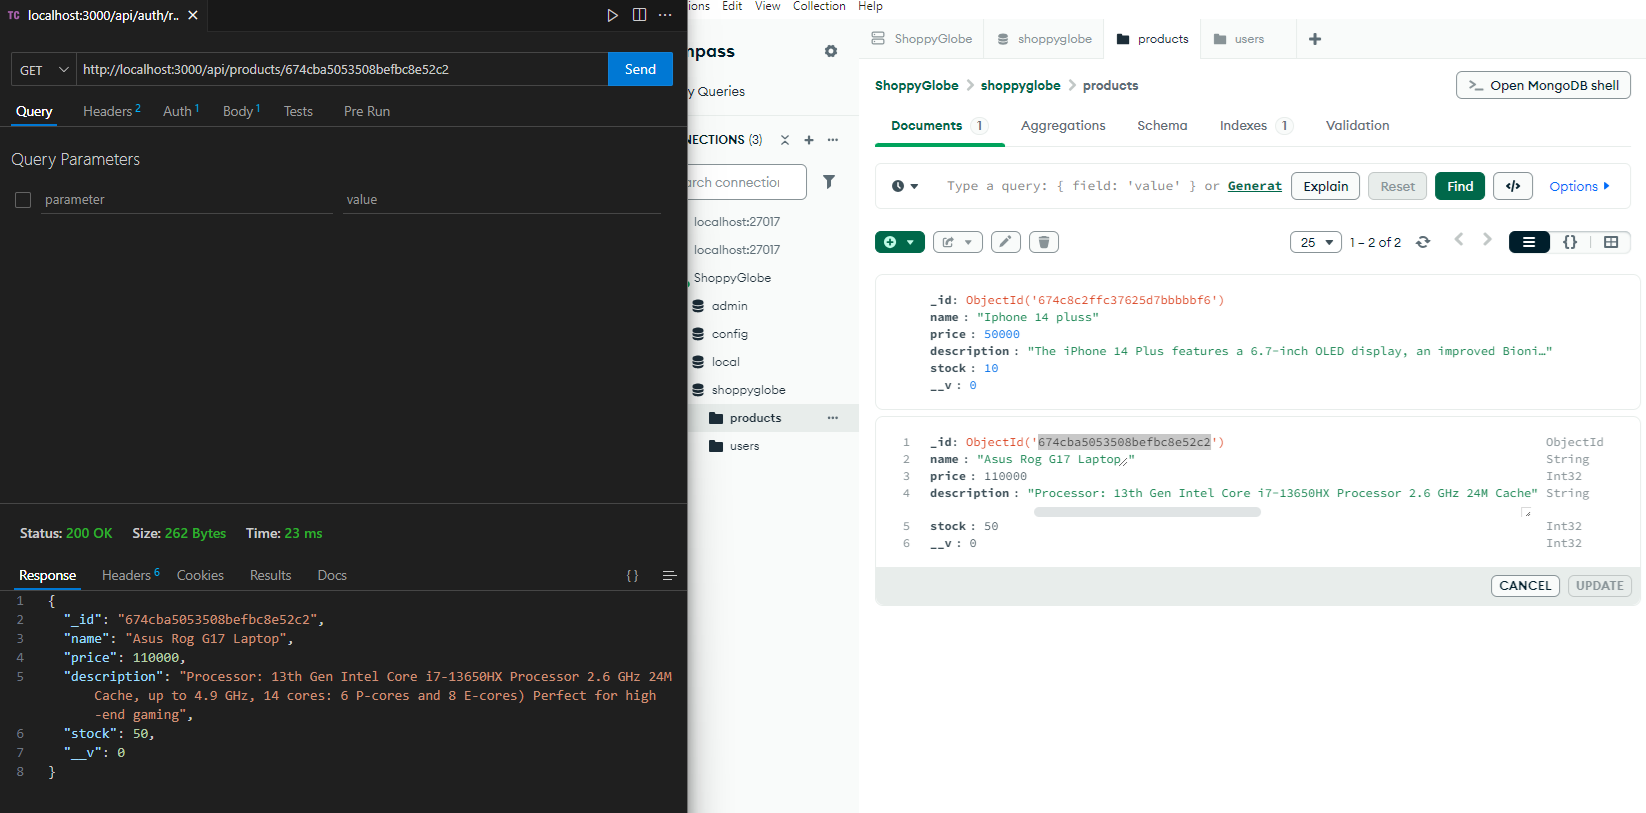 TC localhost:3000/api/auth/r..
GET http://localhost:3000/api/products/674cba5053508befbc8e52c2 Send
Query Headers 2 Auth 1 Body 1 Tests Pre Run
Query Parameters
parameter value
Status: 200 OK Size: 262 Bytes Time: 23 ms
Response Headers 6 Cookies Results Docs { }
1 {
2 "_id": "674cba5053508befbc8e52c2",
3 "name": "Asus Rog G17 Laptop",
4 "price": 110000,
5 "description": "Processor: 13th Gen Intel Core i7-13650HX Processor 2.6 GHz 24M
Cache, up to 4.9 GHz, 14 cores: 6 P-cores and 8 E-cores) Perfect for high
-end gaming",
6 "stock": 50,
7 "__v": 0
8 }
ions Edit View Collection Help
npass
y Queries
NECTIONS (3)
arch connection
localhost:27017
localhost:27017
ShoppyGlobe
admin
config
local
shoppyglobe
products
users
ShoppyGlobe shoppyglobe products users
ShoppyGlobe > shoppyglobe > products
>_ Open MongoDB shell
Documents 1 Aggregations Schema Indexes 1 Validation
Type a query: { field: 'value' } or Generat Explain Reset Find </> Options
25 1 – 2 of 2 {}
_id: ObjectId('674c8c2ffc37625d7bbbbbf6')
name : "Iphone 14 pluss"
price : 50000
description : "The iPhone 14 Plus features a 6.7-inch OLED display, an improved Bioni…"
stock : 10
__v : 0
1 _id: ObjectId('674cba5053508befbc8e52c2') ObjectId
2 name : "Asus Rog G17 Laptop " String
3 price : 110000 Int32
4 description : "Processor: 13th Gen Intel Core i7-13650HX Processor 2.6 GHz 24M Cache" String
5 stock : 50 Int32
6 __v : 0 Int32
CANCEL UPDATE